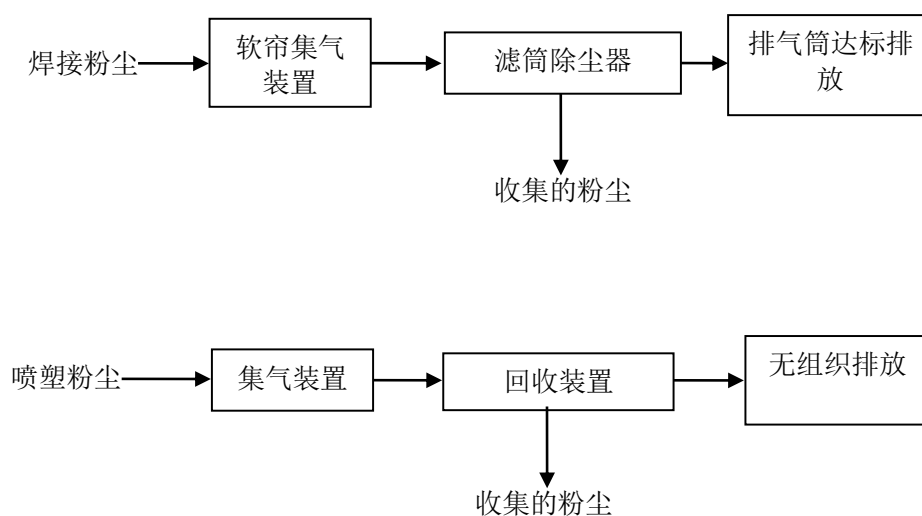 焊接粉尘
软帘集气
装置
滤筒除尘器
排气筒达标排
放
收集的粉尘
喷塑粉尘
集气装置
回收装置
无组织排放
收集的粉尘